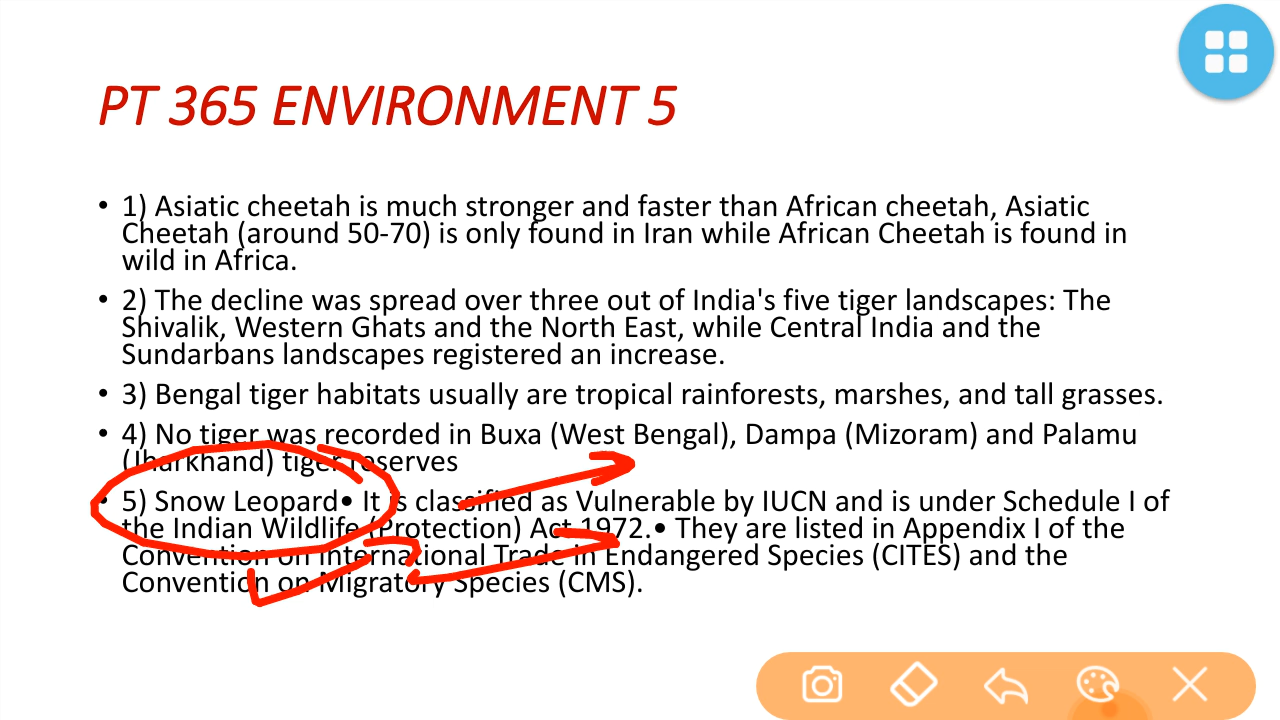 PT 365 ENVIRONMENT 5
• 1) Asiatic cheetah is much stronger and faster than African cheetah, Asiatic
Cheetah (around 50-70) is only found in Iran while African Cheetah is found in
wild in Africa.
• 2) The decline was spread over three out of India's five tiger landscapes: The
Shivalik, Western Ghats and the North East, while Central India and the
Sundarbans landscapes registered an increase.
• 3) Bengal tiger habitats usually are tropical rainforests, marshes, and tall grasses.
• 4) No tiger was recorded in Buxa (West Bengal), Dampa (Mizoram) and Palamu
(Jharkhand) tiger reserves
• 5) Snow Leopard• It is classified as Vulnerable by IUCN and is under Schedule I of
the Indian Wildlife (Protection) Act 1972.• They are listed in Appendix I of the
Convention on International Trade in Endangered Species (CITES) and the
Convention on Migratory Species (CMS).